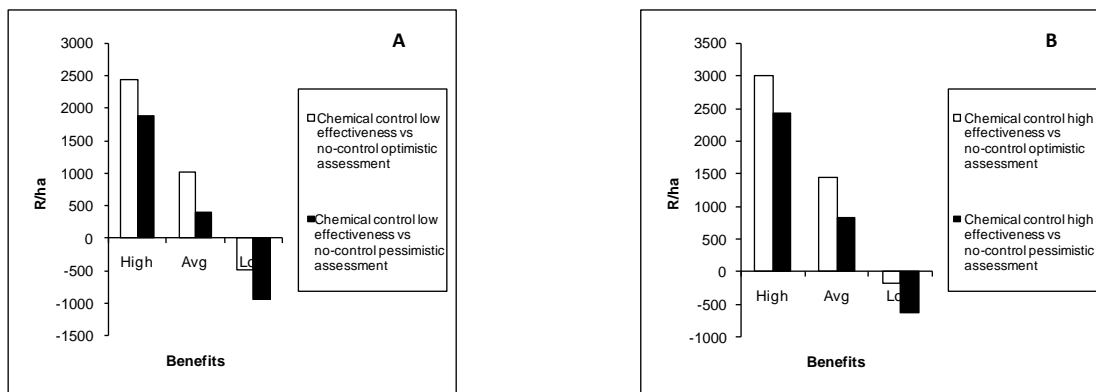 A
3000
2500
2000
1500
1000
500
0
-500
-1000
-1500
R/ha
High Avg
Benefits
Chemical control low
effectiveness vs
no-control optimistic
assessment
Chemical control low
effectiveness vs
no-control pessimistic
assessment
B
3500
3000
2500
2000
1500
1000
500
0
-500
-1000
R/ha
High Avg
Benefits
Chemical control high
effectiveness vs
no-control optimistic
assessment
Chemical control high
effectiveness vs
no-control pessimistic
assessment